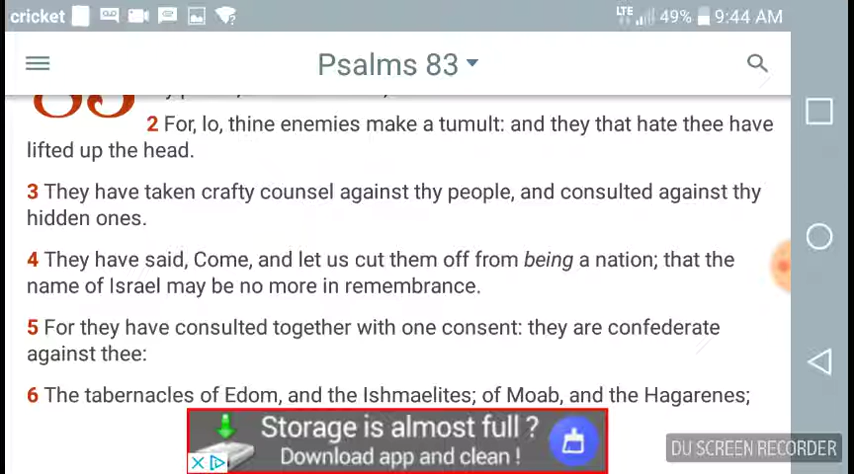 cricket LTE 49% 9:44 AM
Psalms 83
2 For, lo, thine enemies make a tumult: and they that hate thee have
lifted up the head.
3 They have taken crafty counsel against thy people, and consulted against thy
hidden ones.
4 They have said, Come, and let us cut them off from being a nation; that the
name of Israel may be no more in remembrance.
5 For they have consulted together with one consent: they are confederate
against thee:
6 The tabernacles of Edom, and the Ishmaelites; of Moab, and the Hagarenes;
Storage is almost full ?
Download app and clean !
DU SCREEN RECORDER